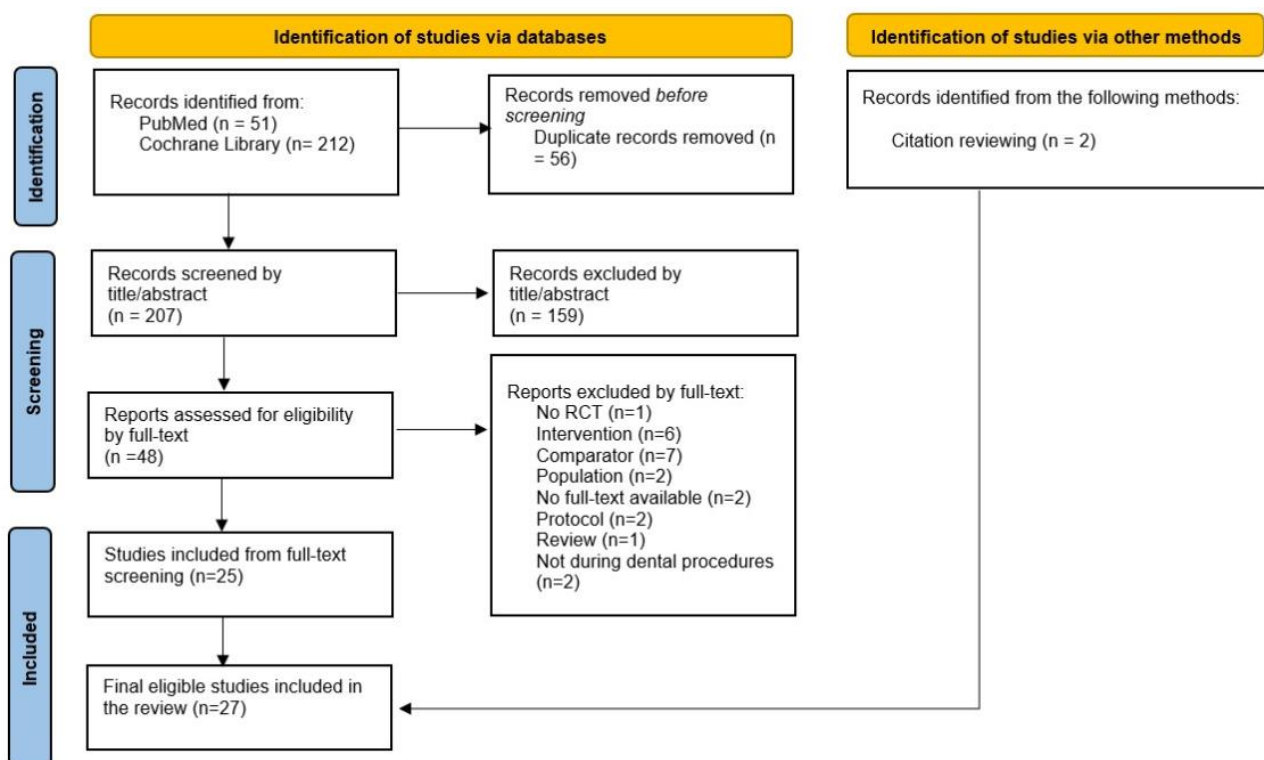 Identification of studies via databases
Identification of studies via other methods
Identification
Records identified from:
PubMed (n = 51)
Cochrane Library (n= 212)
Records removed before
screening
Duplicate records removed (n
= 56)
Records identified from the following methods:
Citation reviewing (n = 2)
Screening
Records screened by
title/abstract
(n = 207)
Records excluded by
title/abstract
(n = 159)
Reports assessed for eligibility
by full-text
(n =48)
Reports excluded by full-text:
No RCT (n=1)
Intervention (n=6)
Comparator (n=7)
Population (n=2)
No full-text available (n=2)
Protocol (n=2)
Review (n=1)
Not during dental procedures
(n=2)
Included
Studies included from full-text
screening (n=25)
Final eligible studies included in
the review (n=27)